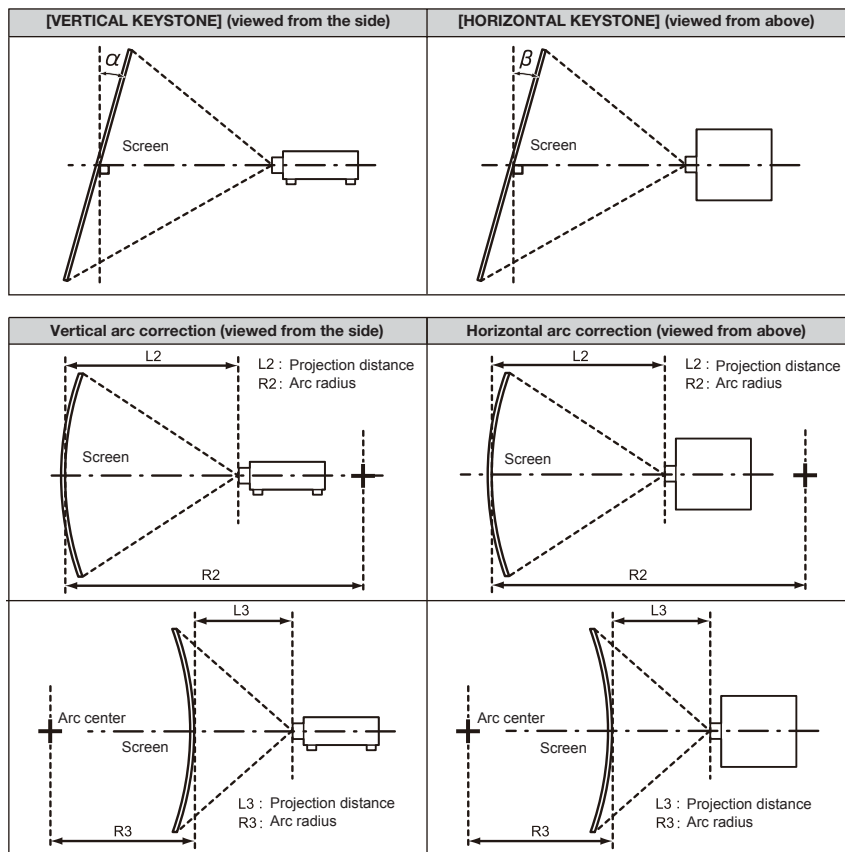 [VERTICAL KEYSTONE] (viewed from the side)
[HORIZONTAL KEYSTONE] (viewed from above)
α
Screen
β
Screen
Vertical arc correction (viewed from the side)
Horizontal arc correction (viewed from above)
L2
L2 : Projection distance
R2 : Arc radius
Screen
R2
L2
L2 : Projection distance
R2 : Arc radius
Screen
R2
L3
Arc center
Screen
L3 : Projection distance
R3 : Arc radius
R3
L3
Arc center
Screen
L3 : Projection distance
R3 : Arc radius
R3